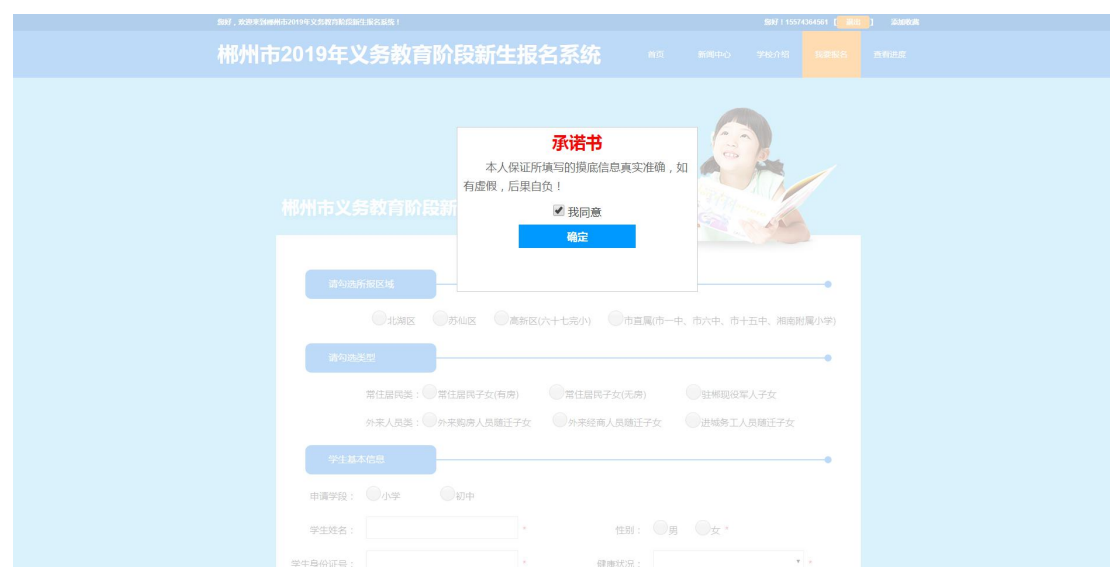 您好，欢迎来到郴州市2019年义务教育阶段新生报名系统！
您好！15574364561 [ 退出 ] 添加收藏
郴州市2019年义务教育阶段新生报名系统 首页 新闻中心 学校介绍 我要报名 查看进度
承诺书
本人保证所填写的摸底信息真实准确，如
有虚假，后果自负！
我同意
确定
郴州市义务教育阶段新
请勾选所报区域
北湖区 苏仙区 高新区(六十七完小) 市直属(市一中、市六中、市十五中、湘南附属小学)
请勾选类型
常住居民类： 常住居民子女(有房) 常住居民子女(无房) 驻郴现役军人子女
外来人员类： 外来购房人员随迁子女 外来经商人员随迁子女 进城务工人员随迁子女
学生基本信息
申请学段： 小学 初中
学生姓名： * 性别： 男 女 *
学生身份证号： * 健康状况： *